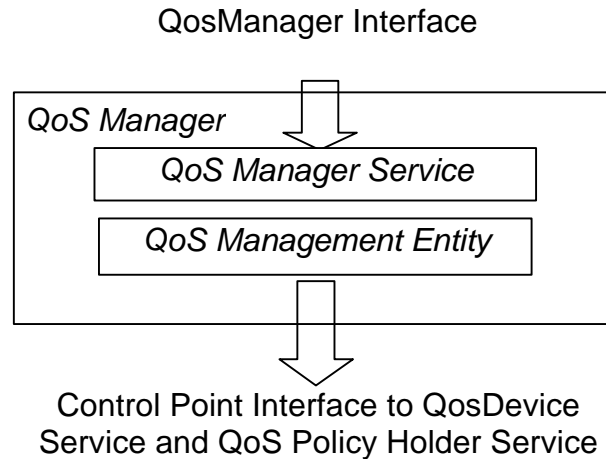 QosManager Interface
QoS Manager
QoS Manager Service
QoS Management Entity
Control Point Interface to QosDevice
Service and QoS Policy Holder Service